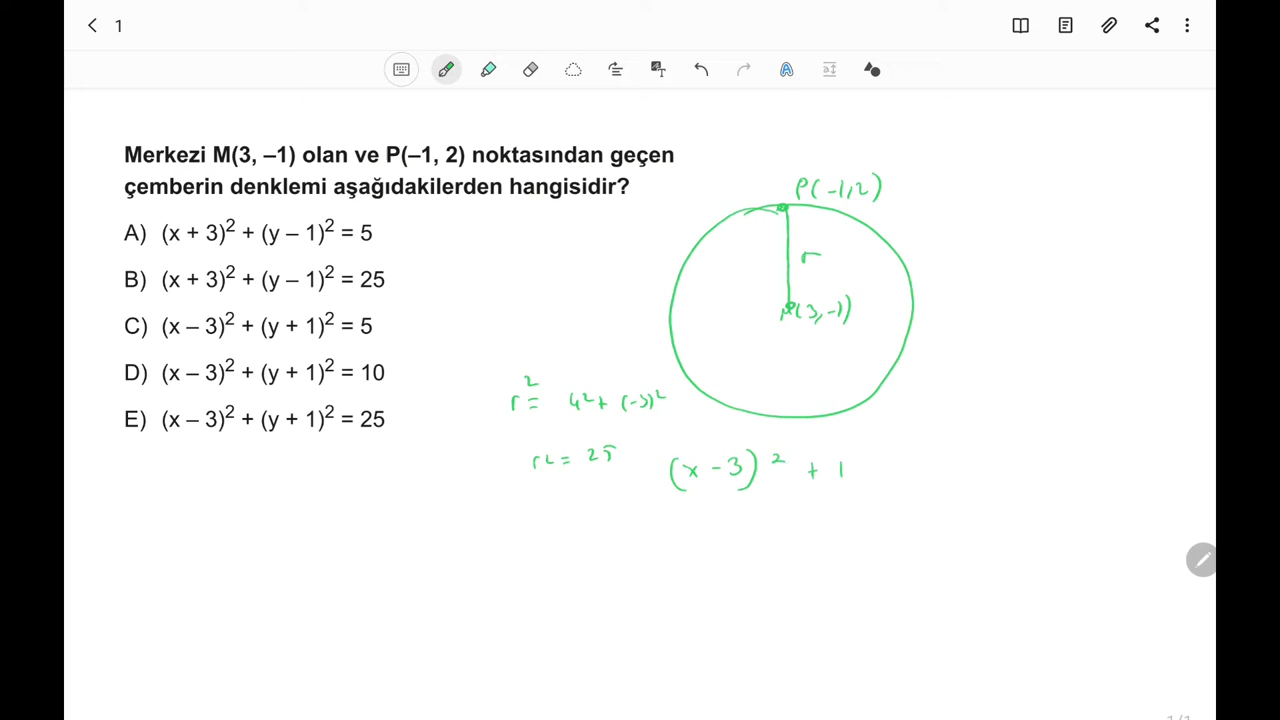 1
Merkezi M(3, –1) olan ve P(–1, 2) noktasından geçen
çemberin denklemi aşağıdakilerden hangisidir?
A) (x + 3)² + (y – 1)² = 5
B) (x + 3)² + (y – 1)² = 25
C) (x – 3)² + (y + 1)² = 5
D) (x – 3)² + (y + 1)² = 10
E) (x – 3)² + (y + 1)² = 25
P(-1,2)
r
M(3,-1)
r² = 4² + (-3)²
r² = 25
(x - 3)² + 1
1/1